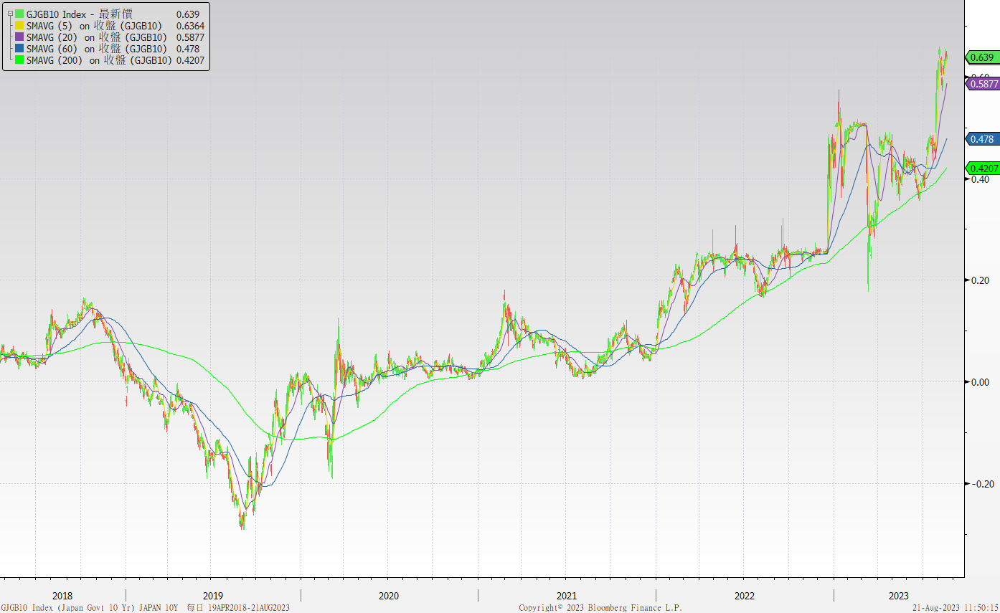 GJGB10 Index - 最新價 0.639
SMAVG (5) on 收盤 (GJGB10) 0.6364
SMAVG (20) on 收盤 (GJGB10) 0.5877
SMAVG (60) on 收盤 (GJGB10) 0.478
SMAVG (200) on 收盤 (GJGB10) 0.4207
0.639
0.60
0.5877
0.478
0.4207
0.40
0.20
0.00
-0.20
2018 2019 2020 2021 2022 2023
GJGB10 Index (Japan Govt 10 Yr) JAPAN 10Y 每日 19APR2018-21AUG2023 Copyright© 2023 Bloomberg Finance L.P. 21-Aug-2023 11:50:15